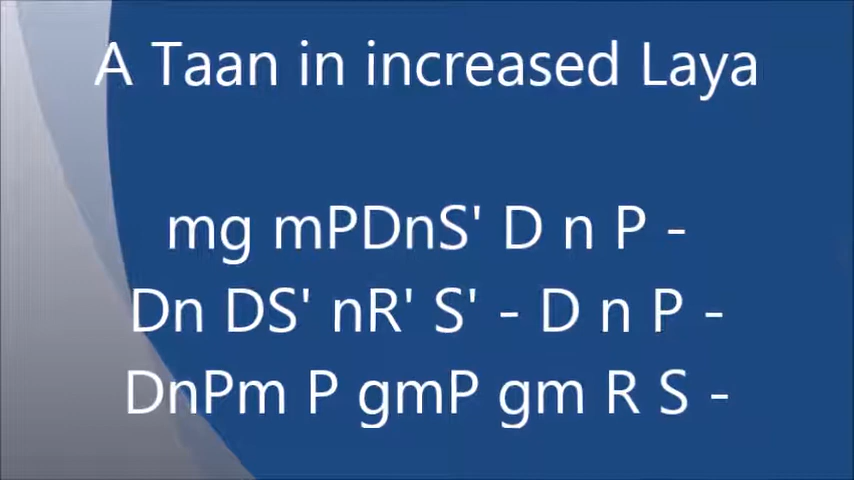 A Taan in increased Laya
mg mPDnS' D n P -
Dn DS' nR' S' - D n P -
DnPm P gmP gm R S -